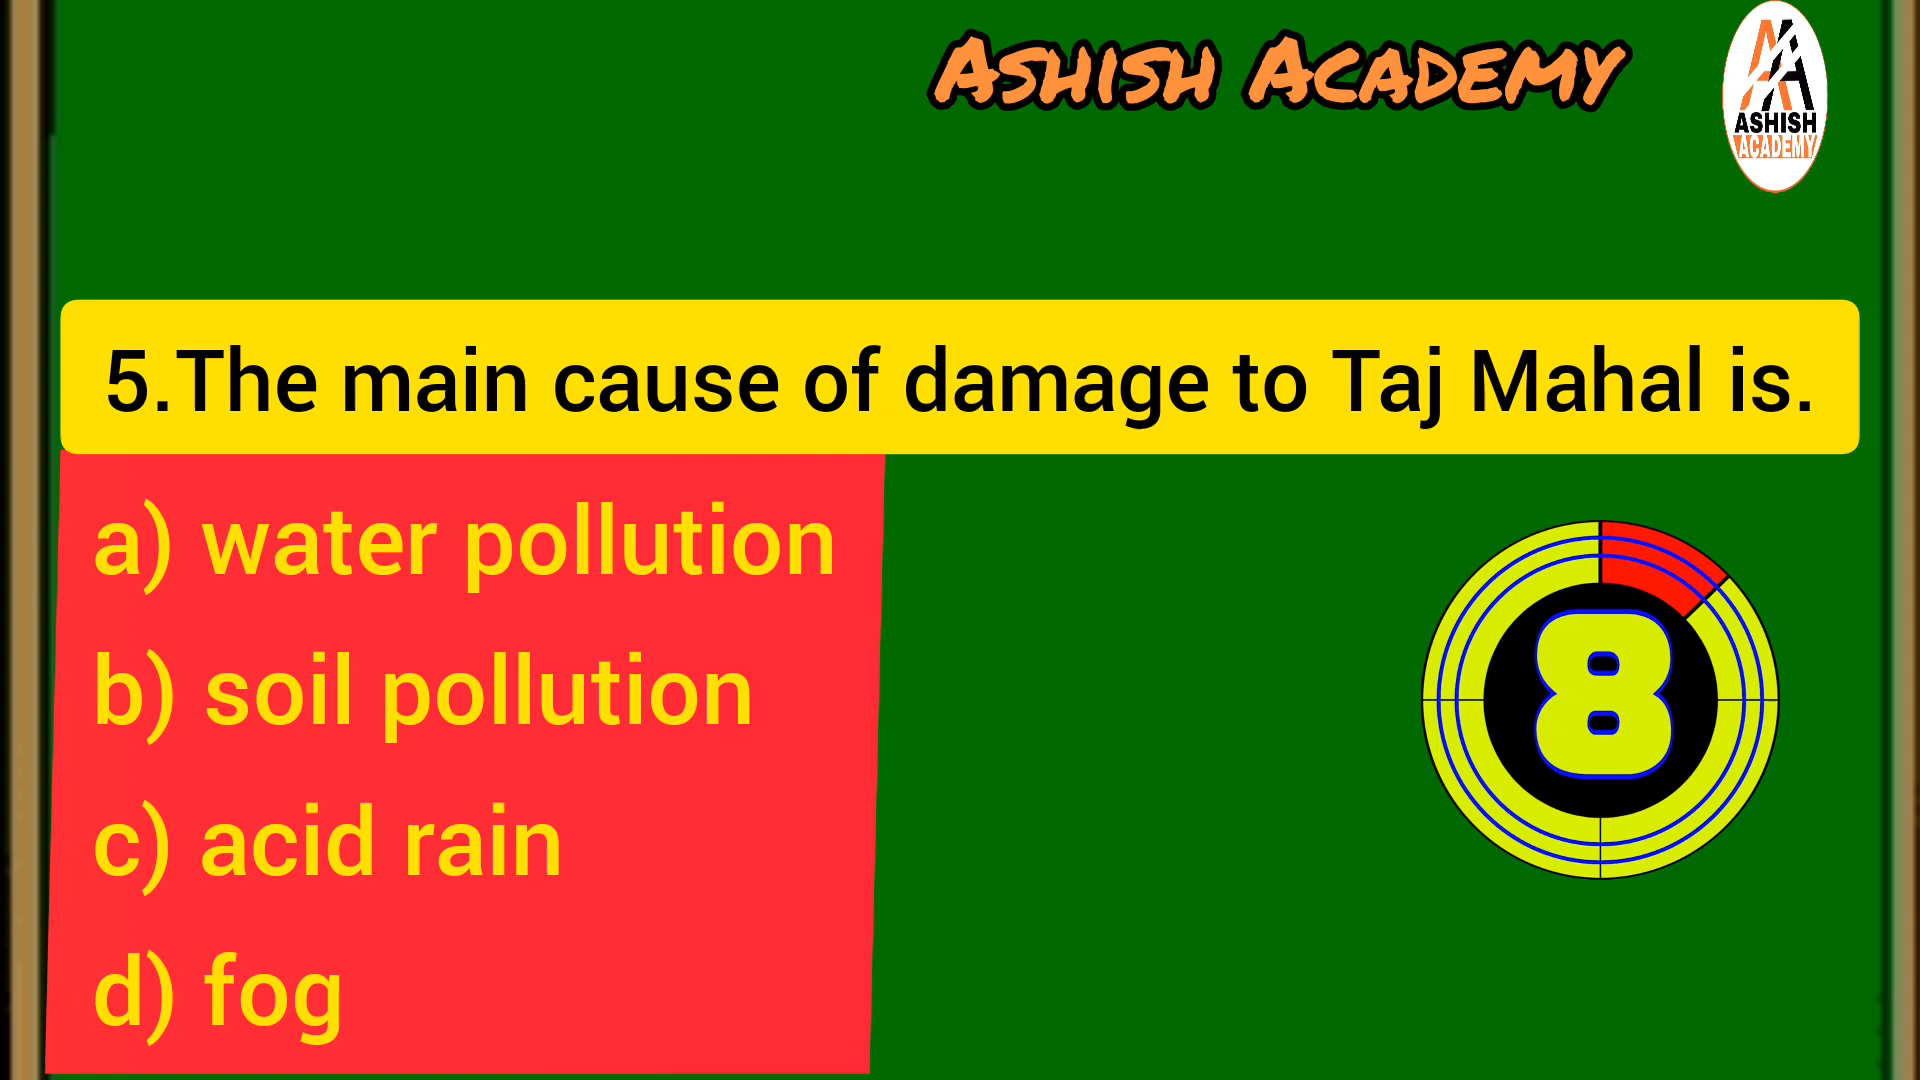 ASHISH ACADEMY
AA
ASHISH
ACADEMY
5.The main cause of damage to Taj Mahal is.
a) water pollution
b) soil pollution
c) acid rain
d) fog
8